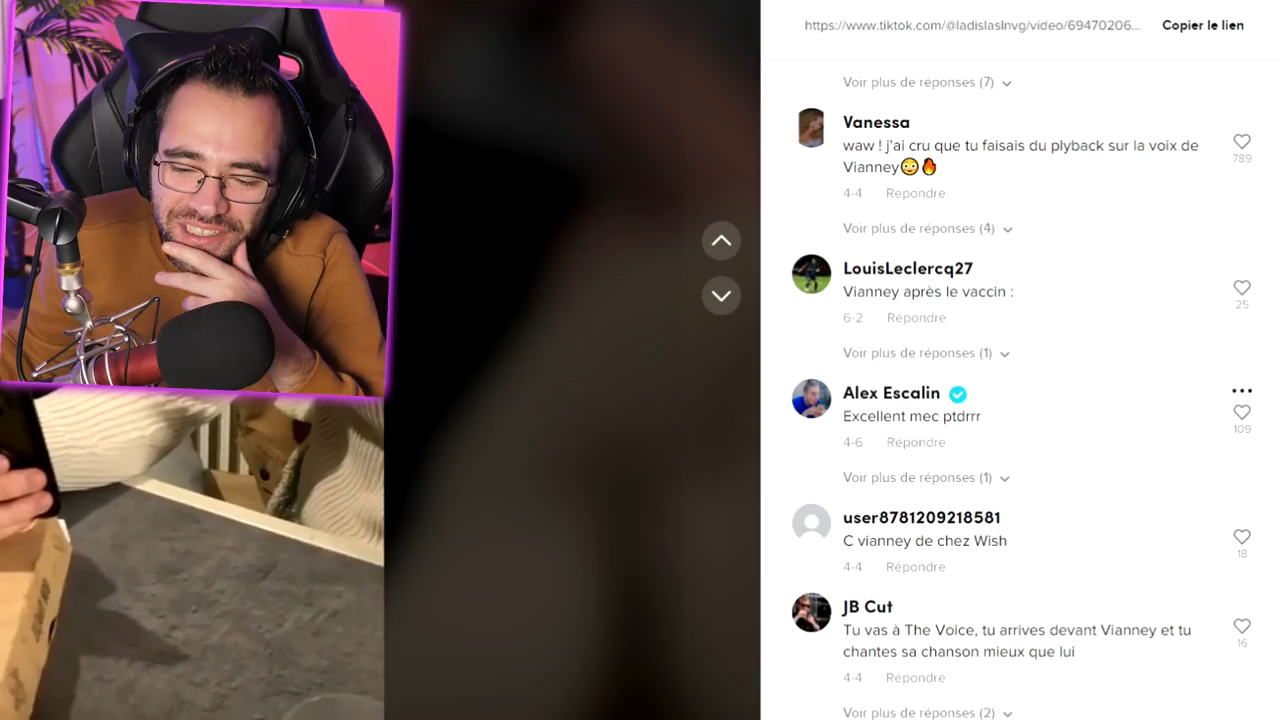 https://www.tiktok.com/@ladislaslnvg/video/69470206...
Copier le lien
Voir plus de réponses (7)
Vanessa
waw ! j'ai cru que tu faisais du plyback sur la voix de
Vianney😳🔥
789
4-4 Répondre
Voir plus de réponses (4)
LouisLeclercq27
Vianney après le vaccin :
25
6-2 Répondre
Voir plus de réponses (1)
Alex Escalin
Excellent mec ptdrrr
109
4-6 Répondre
Voir plus de réponses (1)
user8781209218581
C vianney de chez Wish
18
4-4 Répondre
JB Cut
Tu vas à The Voice, tu arrives devant Vianney et tu
chantes sa chanson mieux que lui
16
4-4 Répondre
Voir plus de réponses (2)